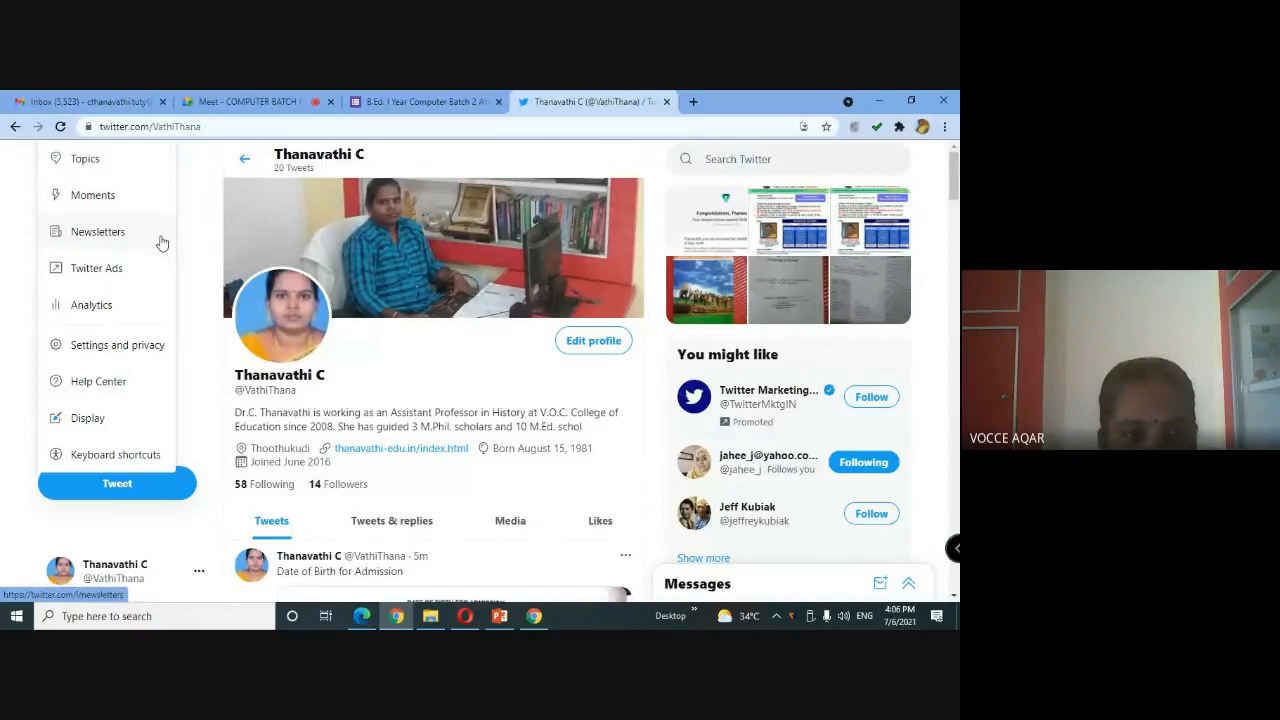 Inbox (5,523) - cthanavathi.tuty@
Meet - COMPUTER BATCH
B.Ed. I Year Computer Batch 2 At
Thanavathi C (@VathiThana) / Tw
twitter.com/VathiThana
Topics
Moments
Newsletters
Twitter Ads
Analytics
Settings and privacy
Help Center
Display
Keyboard shortcuts
Tweet
Thanavathi C
@VathiThana
https://twitter.com/i/newsletters
Thanavathi C
20 Tweets
Edit profile
Thanavathi C
@VathiThana
Dr.C. Thanavathi is working as an Assistant Professor in History at V.O.C. College of
Education since 2008. She has guided 3 M.Phil. scholars and 10 M.Ed. schol
Thoothukudi thanavathi-edu.in/index.html Born August 15, 1981
Joined June 2016
58 Following 14 Followers
Tweets Tweets & replies Media Likes
Thanavathi C @VathiThana · 5m
Date of Birth for Admission
Search Twitter
You might like
Twitter Marketing...
@TwitterMktgIN
Promoted
Follow
jahee_j@yahoo.co...
@jahee_j Follows you
Following
Jeff Kubiak
@jeffreykubiak
Follow
Show more
Messages
Type here to search
Desktop
34°C
ENG
4:06 PM
7/6/2021
VOCCE AQAR